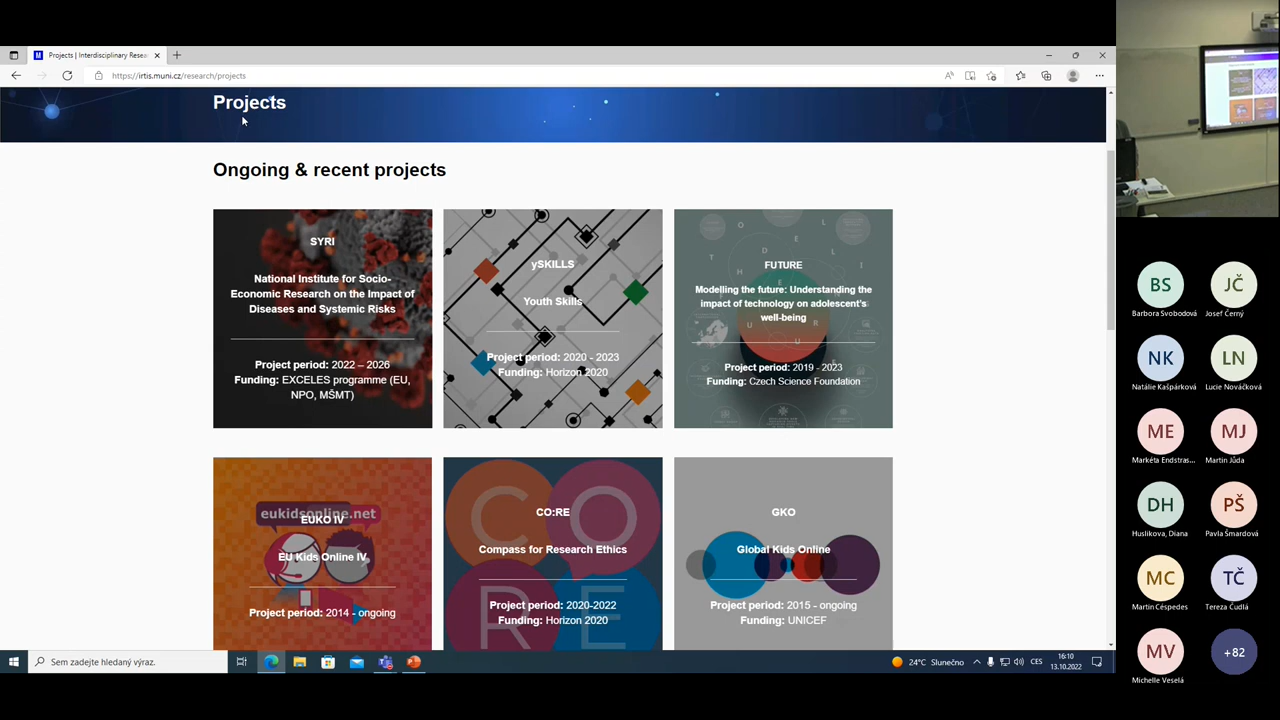 Projects | Interdisciplinary Resea
https://irtis.muni.cz/research/projects
Projects
Ongoing & recent projects
SYRI
National Institute for Socio-
Economic Research on the Impact of
Diseases and Systemic Risks
Project period: 2022 – 2026
Funding: EXCELES programme (EU,
NPO, MŠMT)
ySKILLS
Youth Skills
Project period: 2020 - 2023
Funding: Horizon 2020
FUTURE
Modelling the future: Understanding the
impact of technology on adolescent's
well-being
Project period: 2019 - 2023
Funding: Czech Science Foundation
eukidsonline.net
EUKO IV
EU Kids Online IV
Project period: 2014 - ongoing
CO:RE
Compass for Research Ethics
Project period: 2020-2022
Funding: Horizon 2020
GKO
Global Kids Online
Project period: 2015 - ongoing
Funding: UNICEF
Sem zadejte hledaný výraz.
24°C Slunečno
CES
16:10
13.10.2022
BS
Barbora Svobodová
JČ
Josef Černý
NK
Natálie Kašpárková
LN
Lucie Nováčková
ME
Markéta Endstras...
MJ
Martin Jůda
DH
Huslikova, Diana
PŠ
Pavla Šmardová
MC
Martin Céspedes
TČ
Tereza Čudlá
MV
Michelle Veselá
+82